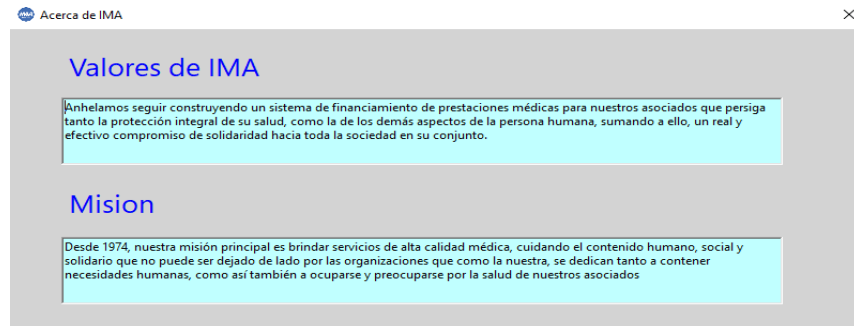 Acerca de IMA
Valores de IMA
Anhelamos seguir construyendo un sistema de financiamiento de prestaciones médicas para nuestros asociados que persiga
tanto la protección integral de su salud, como la de los demás aspectos de la persona humana, sumando a ello, un real y
efectivo compromiso de solidaridad hacia toda la sociedad en su conjunto.
Mision
Desde 1974, nuestra misión principal es brindar servicios de alta calidad médica, cuidando el contenido humano, social y
solidario que no puede ser dejado de lado por las organizaciones que como la nuestra, se dedican tanto a contener
necesidades humanas, como así también a ocuparse y preocuparse por la salud de nuestros asociados